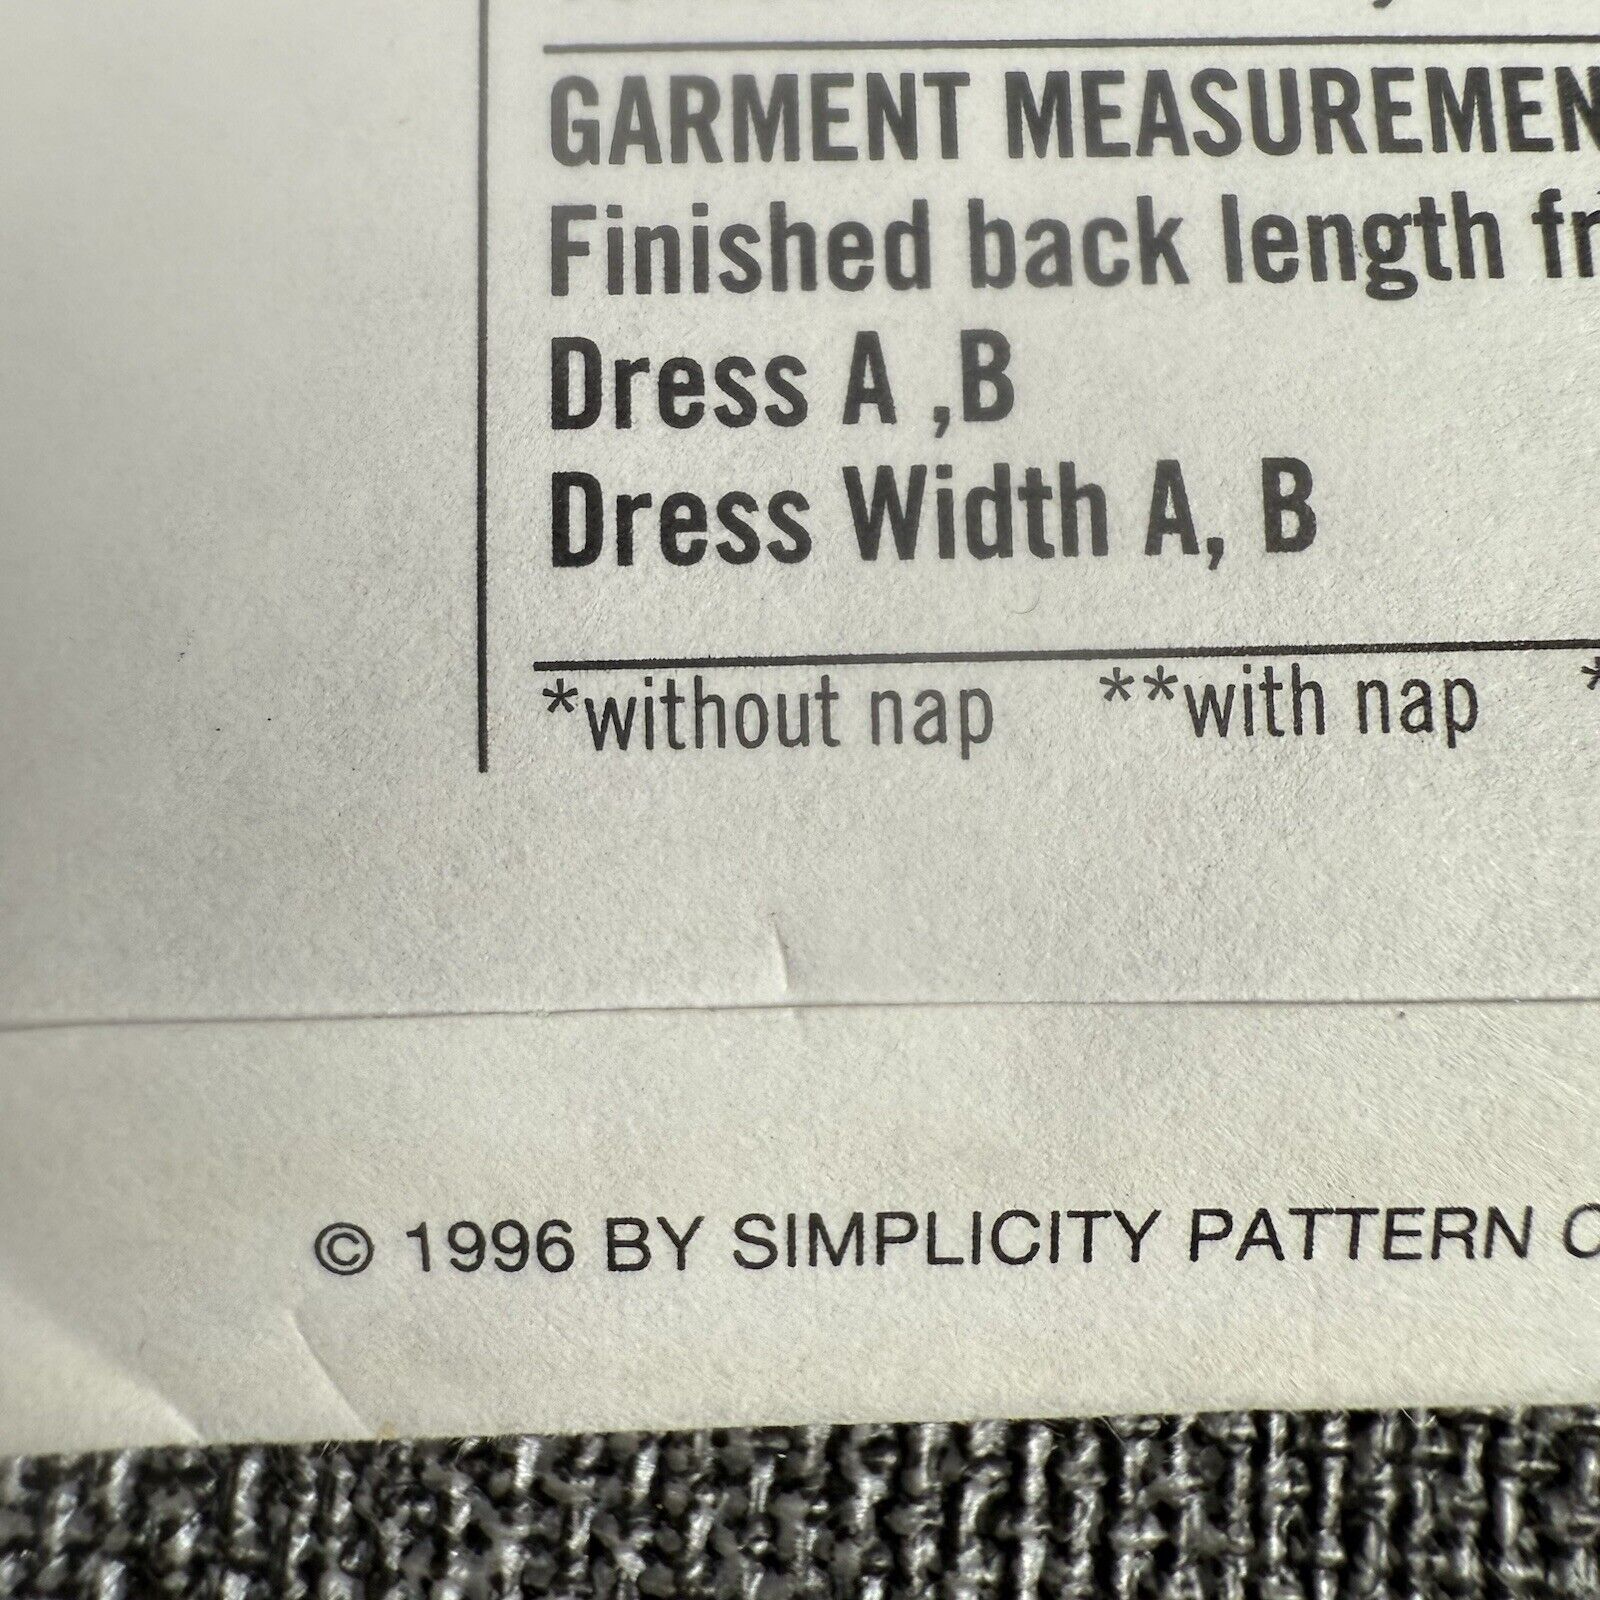 GARMENT MEASUREMEN
Finished back length fr
Dress A ,B
Dress Width A, B
*without nap **with nap *
© 1996 BY SIMPLICITY PATTERN C